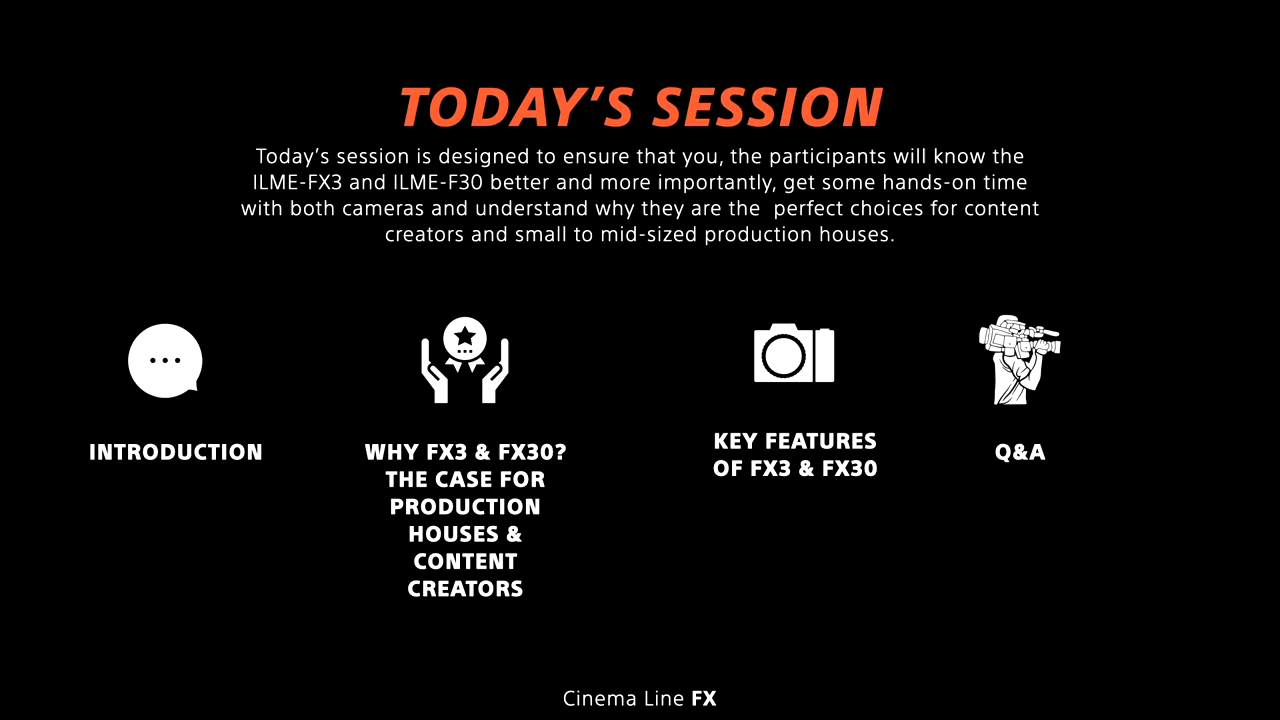 TODAY’S SESSION
Today’s session is designed to ensure that you, the participants will know the
ILME-FX3 and ILME-F30 better and more importantly, get some hands-on time
with both cameras and understand why they are the  perfect choices for content
creators and small to mid-sized production houses.
INTRODUCTION
WHY FX3 & FX30?
THE CASE FOR
PRODUCTION
HOUSES &
CONTENT
CREATORS
KEY FEATURES
OF FX3 & FX30
Q&A
Cinema Line FX